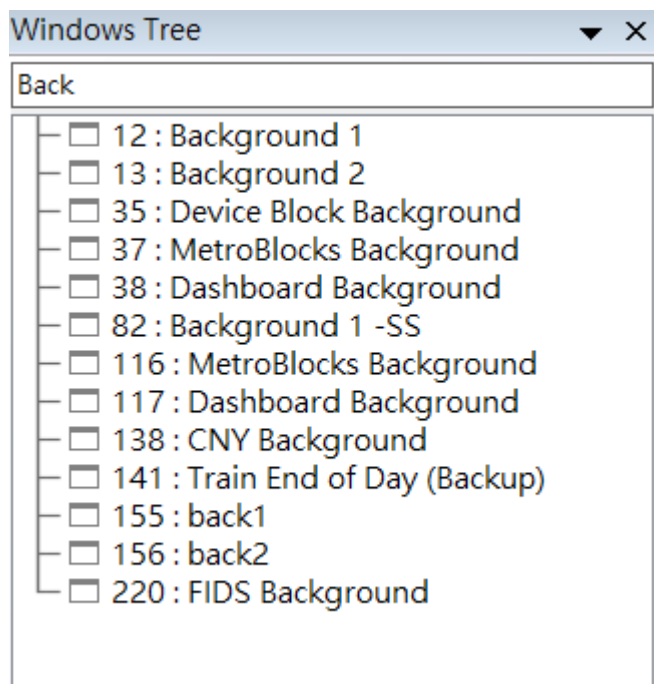 Windows Tree
Back
12 : Background 1
13 : Background 2
35 : Device Block Background
37 : MetroBlocks Background
38 : Dashboard Background
82 : Background 1 -SS
116 : MetroBlocks Background
117 : Dashboard Background
138 : CNY Background
141 : Train End of Day (Backup)
155 : back1
156 : back2
220 : FIDS Background